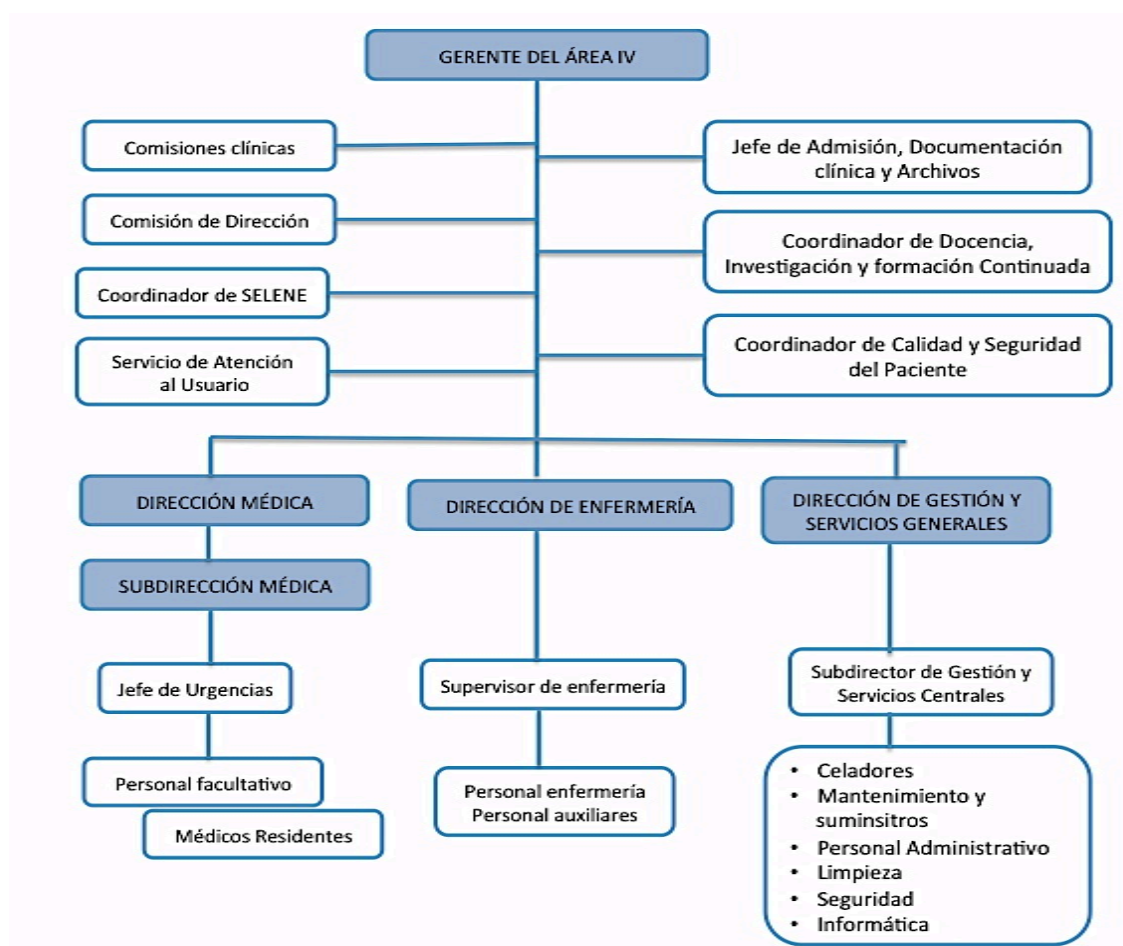 GERENTE DEL ÁREA IV
Comisiones clínicas
Jefe de Admisión, Documentación
clínica y Archivos
Comisión de Dirección
Coordinador de Docencia,
Investigación y formación Continuada
Coordinador de SELENE
Servicio de Atención
al Usuario
Coordinador de Calidad y Seguridad
del Paciente
DIRECCIÓN MÉDICA
DIRECCIÓN DE ENFERMERÍA
DIRECCIÓN DE GESTIÓN Y
SERVICIOS GENERALES
SUBDIRECCIÓN MÉDICA
Jefe de Urgencias
Supervisor de enfermería
Subdirector de Gestión y
Servicios Centrales
Personal facultativo
Médicos Residentes
Personal enfermería
Personal auxiliares
• Celadores
• Mantenimiento y
suminsitros
• Personal Administrativo
• Limpieza
• Seguridad
• Informática